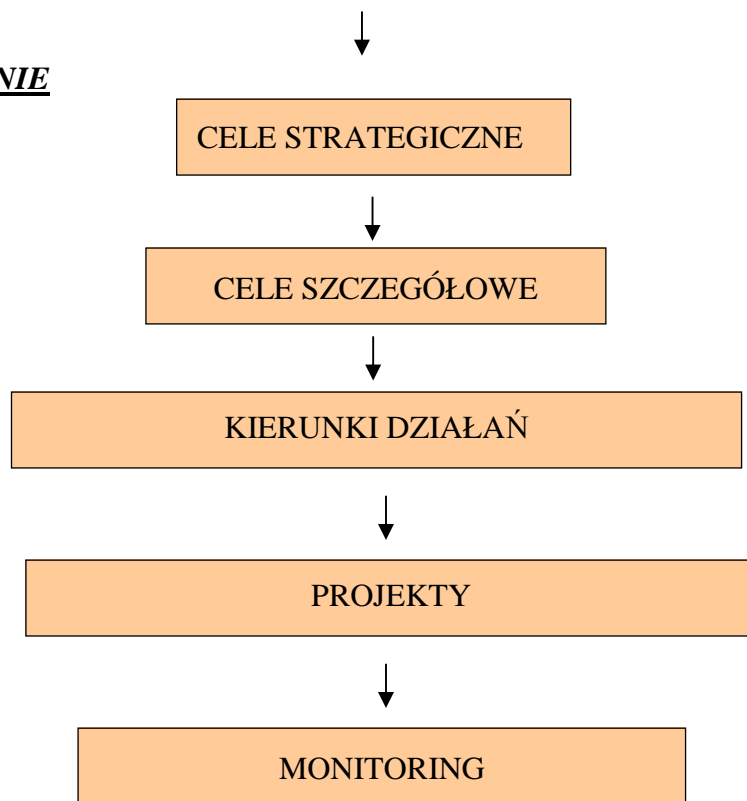 NIE
CELE STRATEGICZNE
CELE SZCZEGÓŁOWE
KIERUNKI DZIAŁAŃ
PROJEKTY
MONITORING